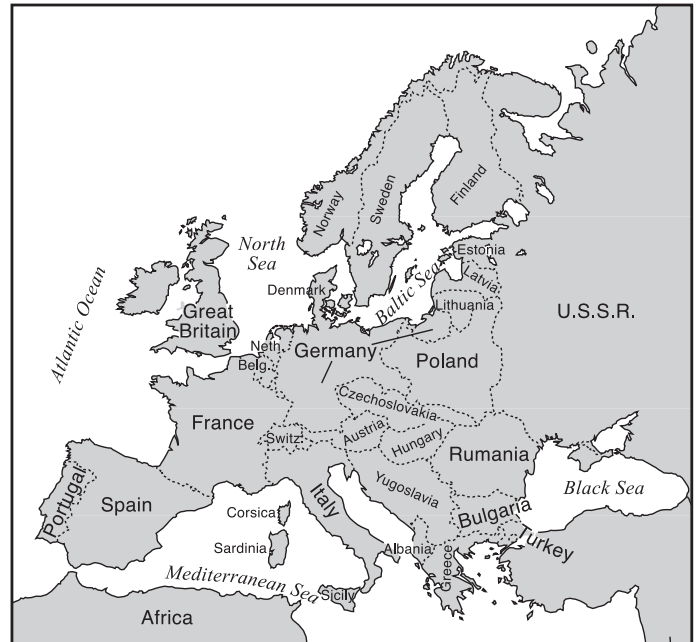 Norway
Sweden
Finland
North
Sea
Estonia
Latvia
Baltic Sea
Denmark
Lithuania
Atlantic Ocean
Great
Britain
U.S.S.R.
Neth.
Germany
Belg.
Poland
Czechoslovakia
France
Switz.
Austria
Hungary
Rumania
Black Sea
Yugoslavia
Portugal
Spain
Italy
Corsica
Bulgaria
Turkey
Sardinia
Albania
Greece
Mediterranean Sea
Sicily
Africa